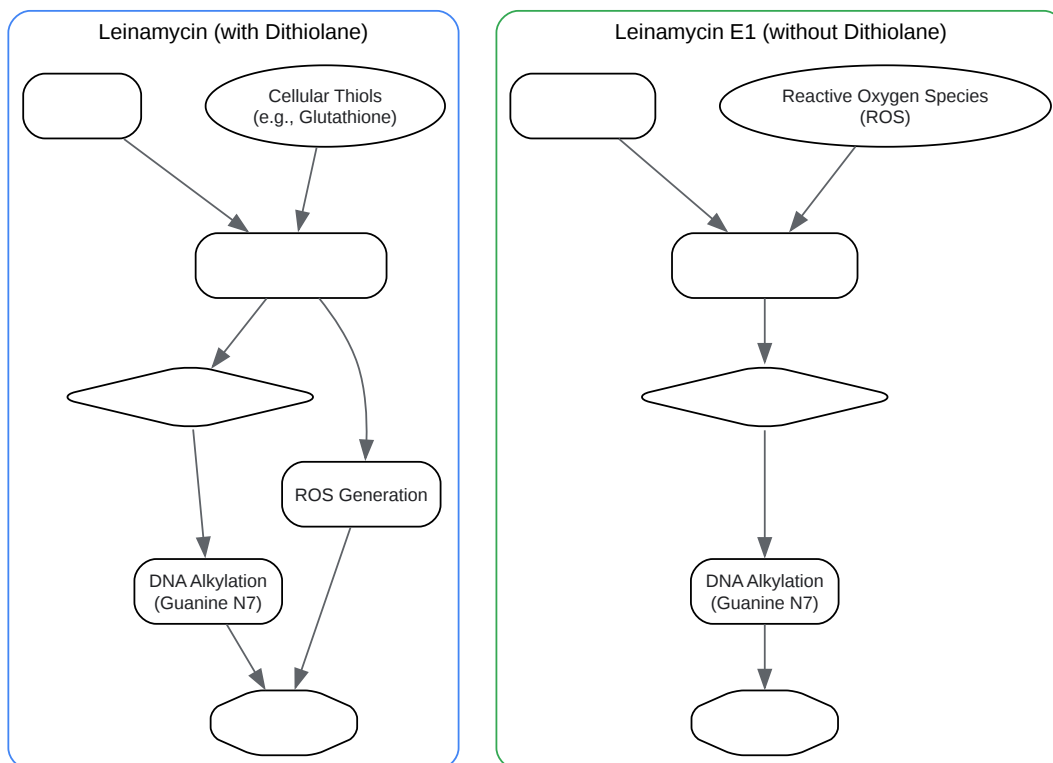 Leinamycin (with Dithiolane)
Cellular Thiols
(e.g., Glutathione)
ROS Generation
DNA Alkylation
(Guanine N7)
Leinamycin E1 (without Dithiolane)
Reactive Oxygen Species
(ROS)
DNA Alkylation
(Guanine N7)